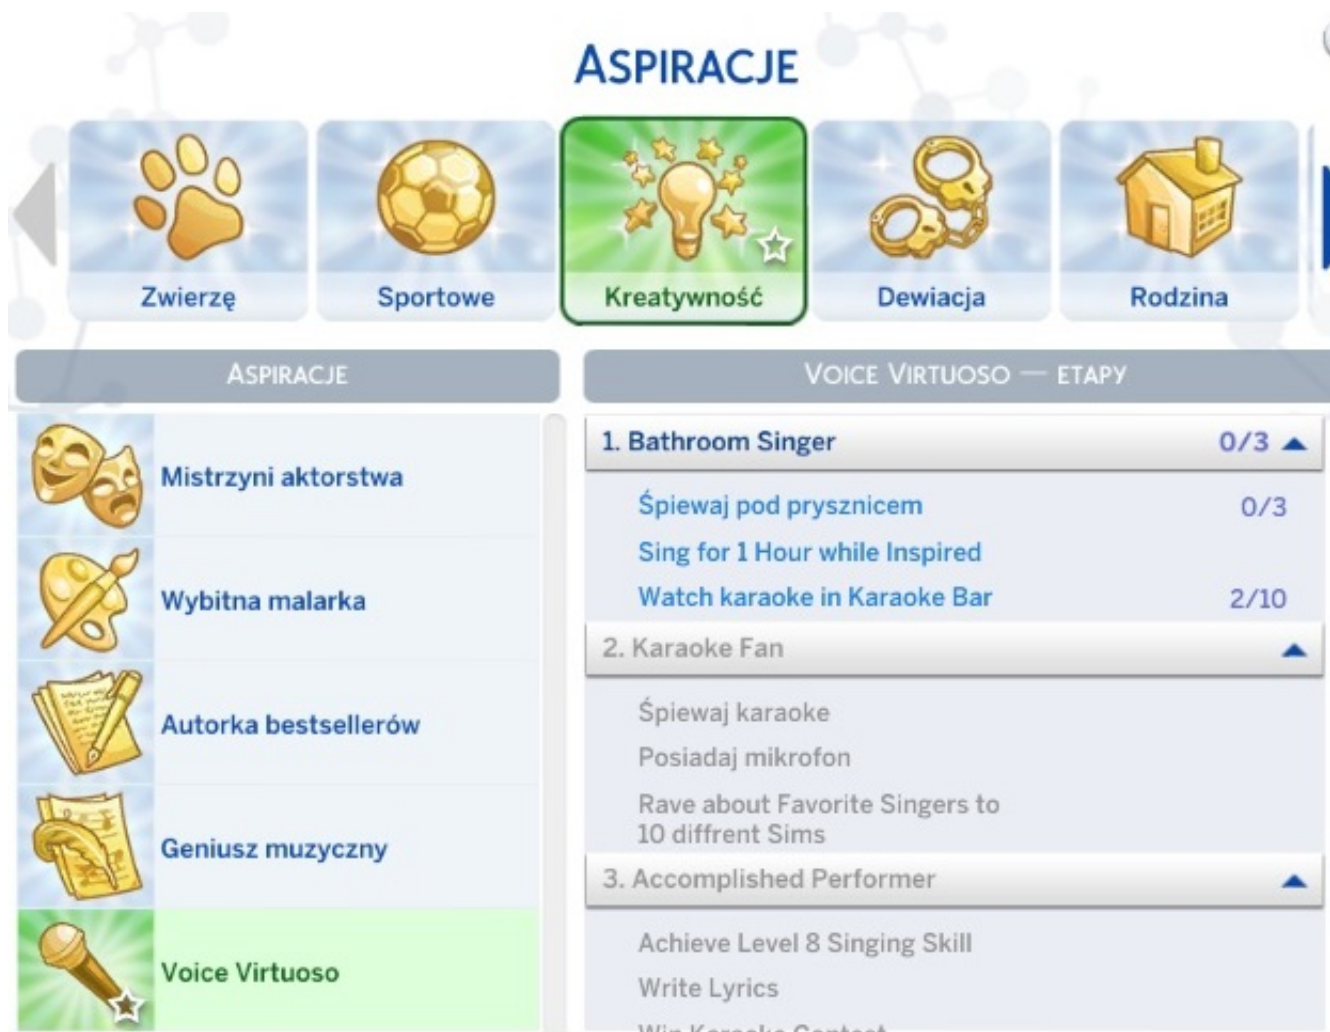 ASPIRACJE
Zwierzę
Sportowe
Kreatywność
Dewiacja
Rodzina
ASPIRACJE
Mistrzyni aktorstwa
Wybitna malarka
Autorka bestsellerów
Geniusz muzyczny
Voice Virtuoso
VOICE VIRTUOSO — ETAPY
1. Bathroom Singer 0/3
Śpiewaj pod prysznicem 0/3
Sing for 1 Hour while Inspired
Watch karaoke in Karaoke Bar 2/10
2. Karaoke Fan
Śpiewaj karaoke
Posiadaj mikrofon
Rave about Favorite Singers to
10 diffrent Sims
3. Accomplished Performer
Achieve Level 8 Singing Skill
Write Lyrics
Win Karaoke Contest